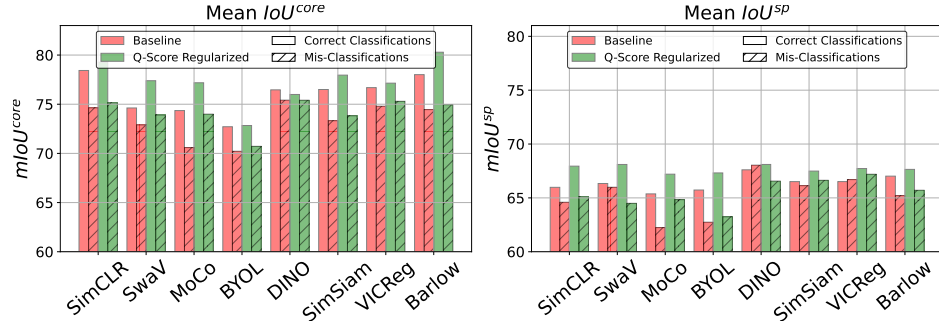 Mean IoU^core
Baseline
Q-Score Regularized
Correct Classifications
Mis-Classifications
mIoU^core
80
75
70
65
60
SimCLR
SwaV
MoCo
BYOL
DINO
SimSiam
VICReg
Barlow
Mean IoU^sp
Baseline
Q-Score Regularized
Correct Classifications
Mis-Classifications
mIoU^sp
80
75
70
65
60
SimCLR
SwaV
MoCo
BYOL
DINO
SimSiam
VICReg
Barlow